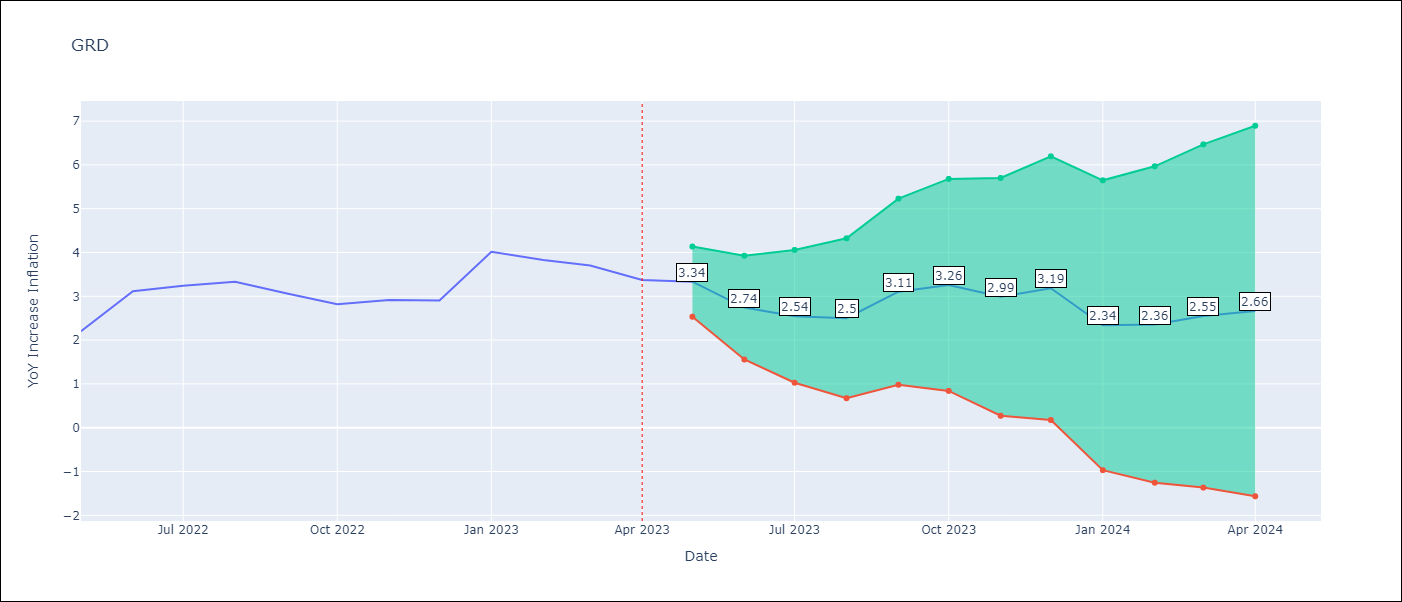 GRD
YoY Increase Inflation
7
6
5
4
3
2
1
0
−1
−2
3.34
2.74
2.54
2.5
3.11
3.26
2.99
3.19
2.34
2.36
2.55
2.66
Jul 2022
Oct 2022
Jan 2023
Apr 2023
Jul 2023
Oct 2023
Jan 2024
Apr 2024
Date